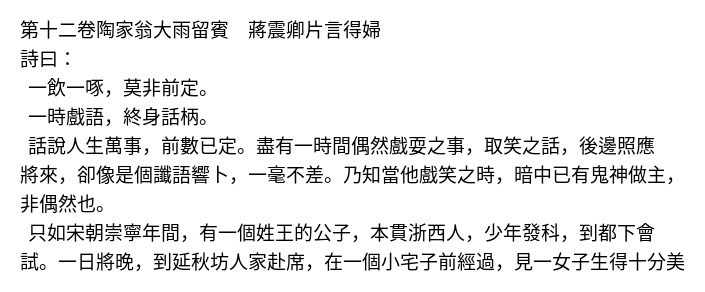 第十二卷陶家翁大雨留賓　蔣震卿片言得婦
詩曰：
一飲一啄，莫非前定。
一時戲語，終身話柄。
話說人生萬事，前數已定。盡有一時間偶然戲耍之事，取笑之話，後邊照應
將來，卻像是個讖語響卜，一毫不差。乃知當他戲笑之時，暗中已有鬼神做主，
非偶然也。
只如宋朝崇寧年間，有一個姓王的公子，本貫浙西人，少年發科，到都下會
試。一日將晚，到延秋坊人家赴席，在一個小宅子前經過，見一女子生得十分美